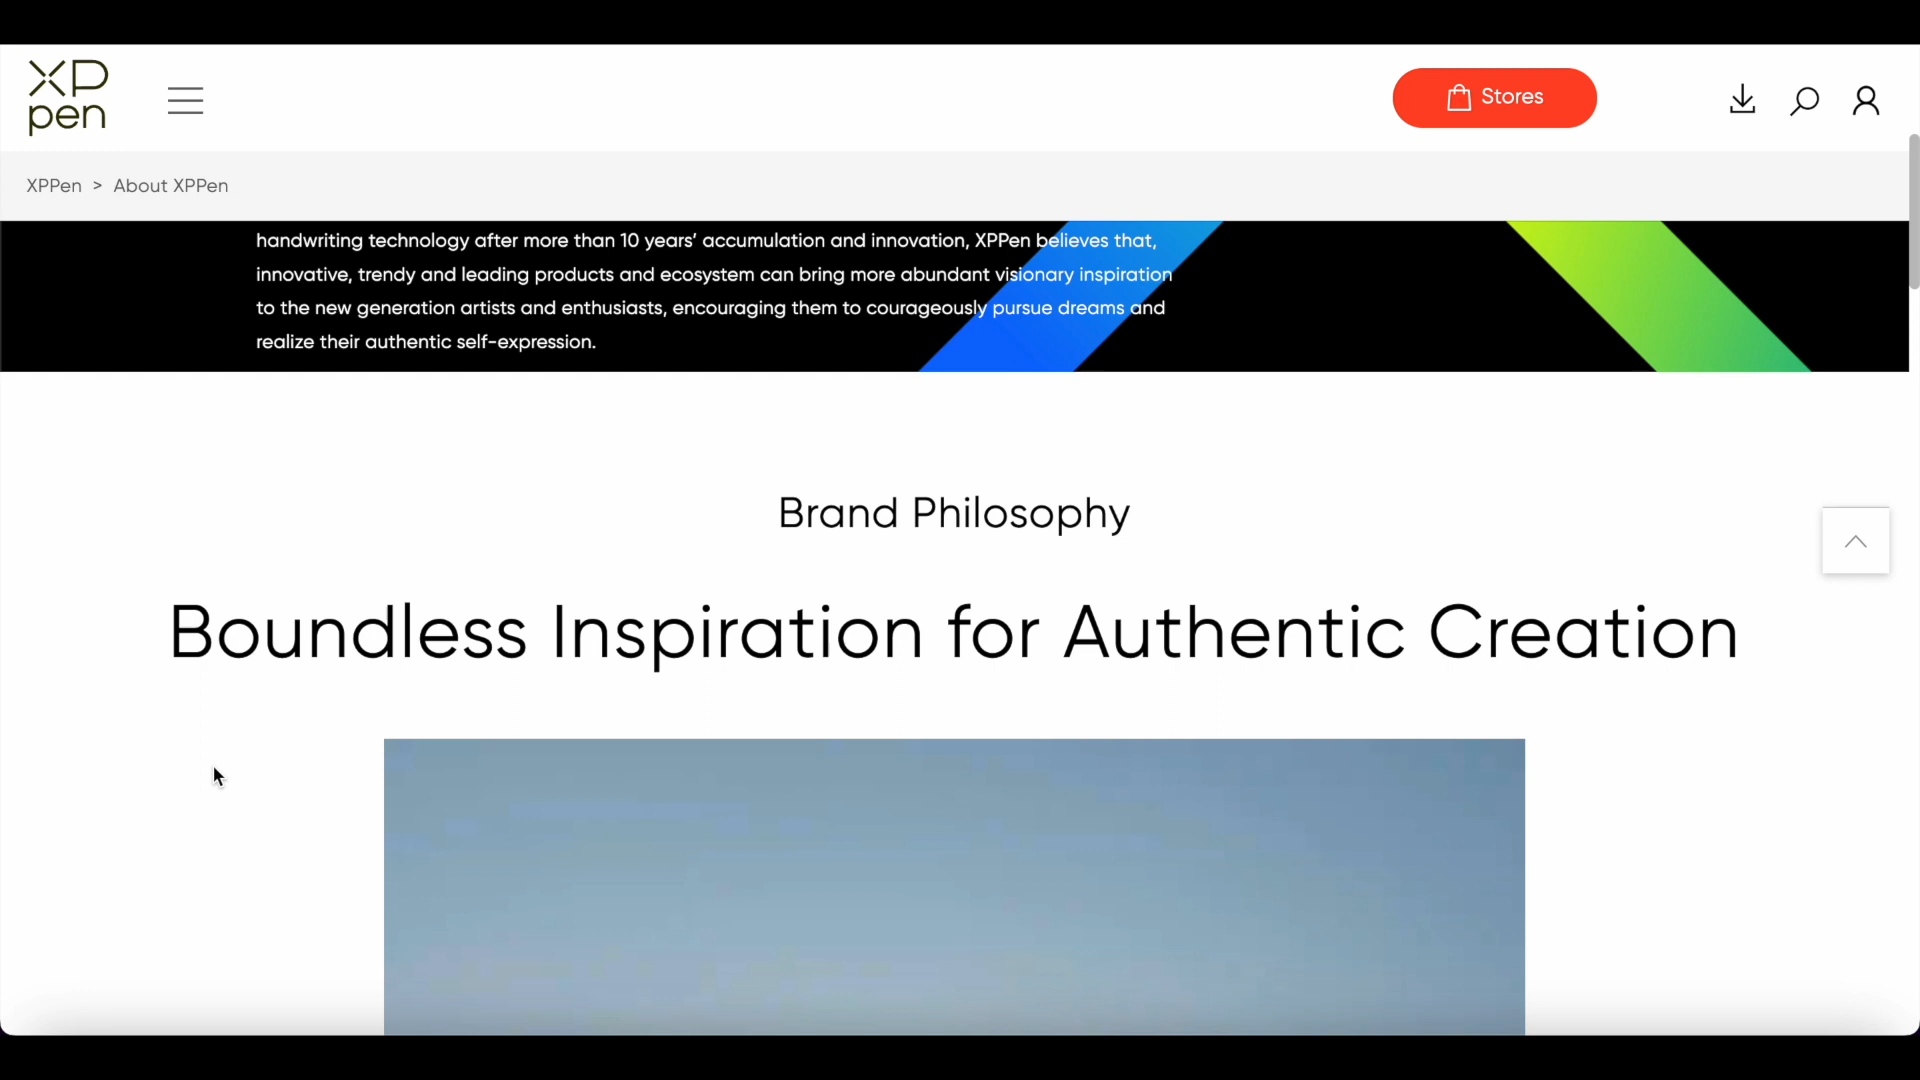 XP
pen
Stores
XPPen > About XPPen
handwriting technology after more than 10 years’ accumulation and innovation, XPPen believes that,
innovative, trendy and leading products and ecosystem can bring more abundant visionary inspiration
to the new generation artists and enthusiasts, encouraging them to courageously pursue dreams and
realize their authentic self-expression.
Brand Philosophy
Boundless Inspiration for Authentic Creation